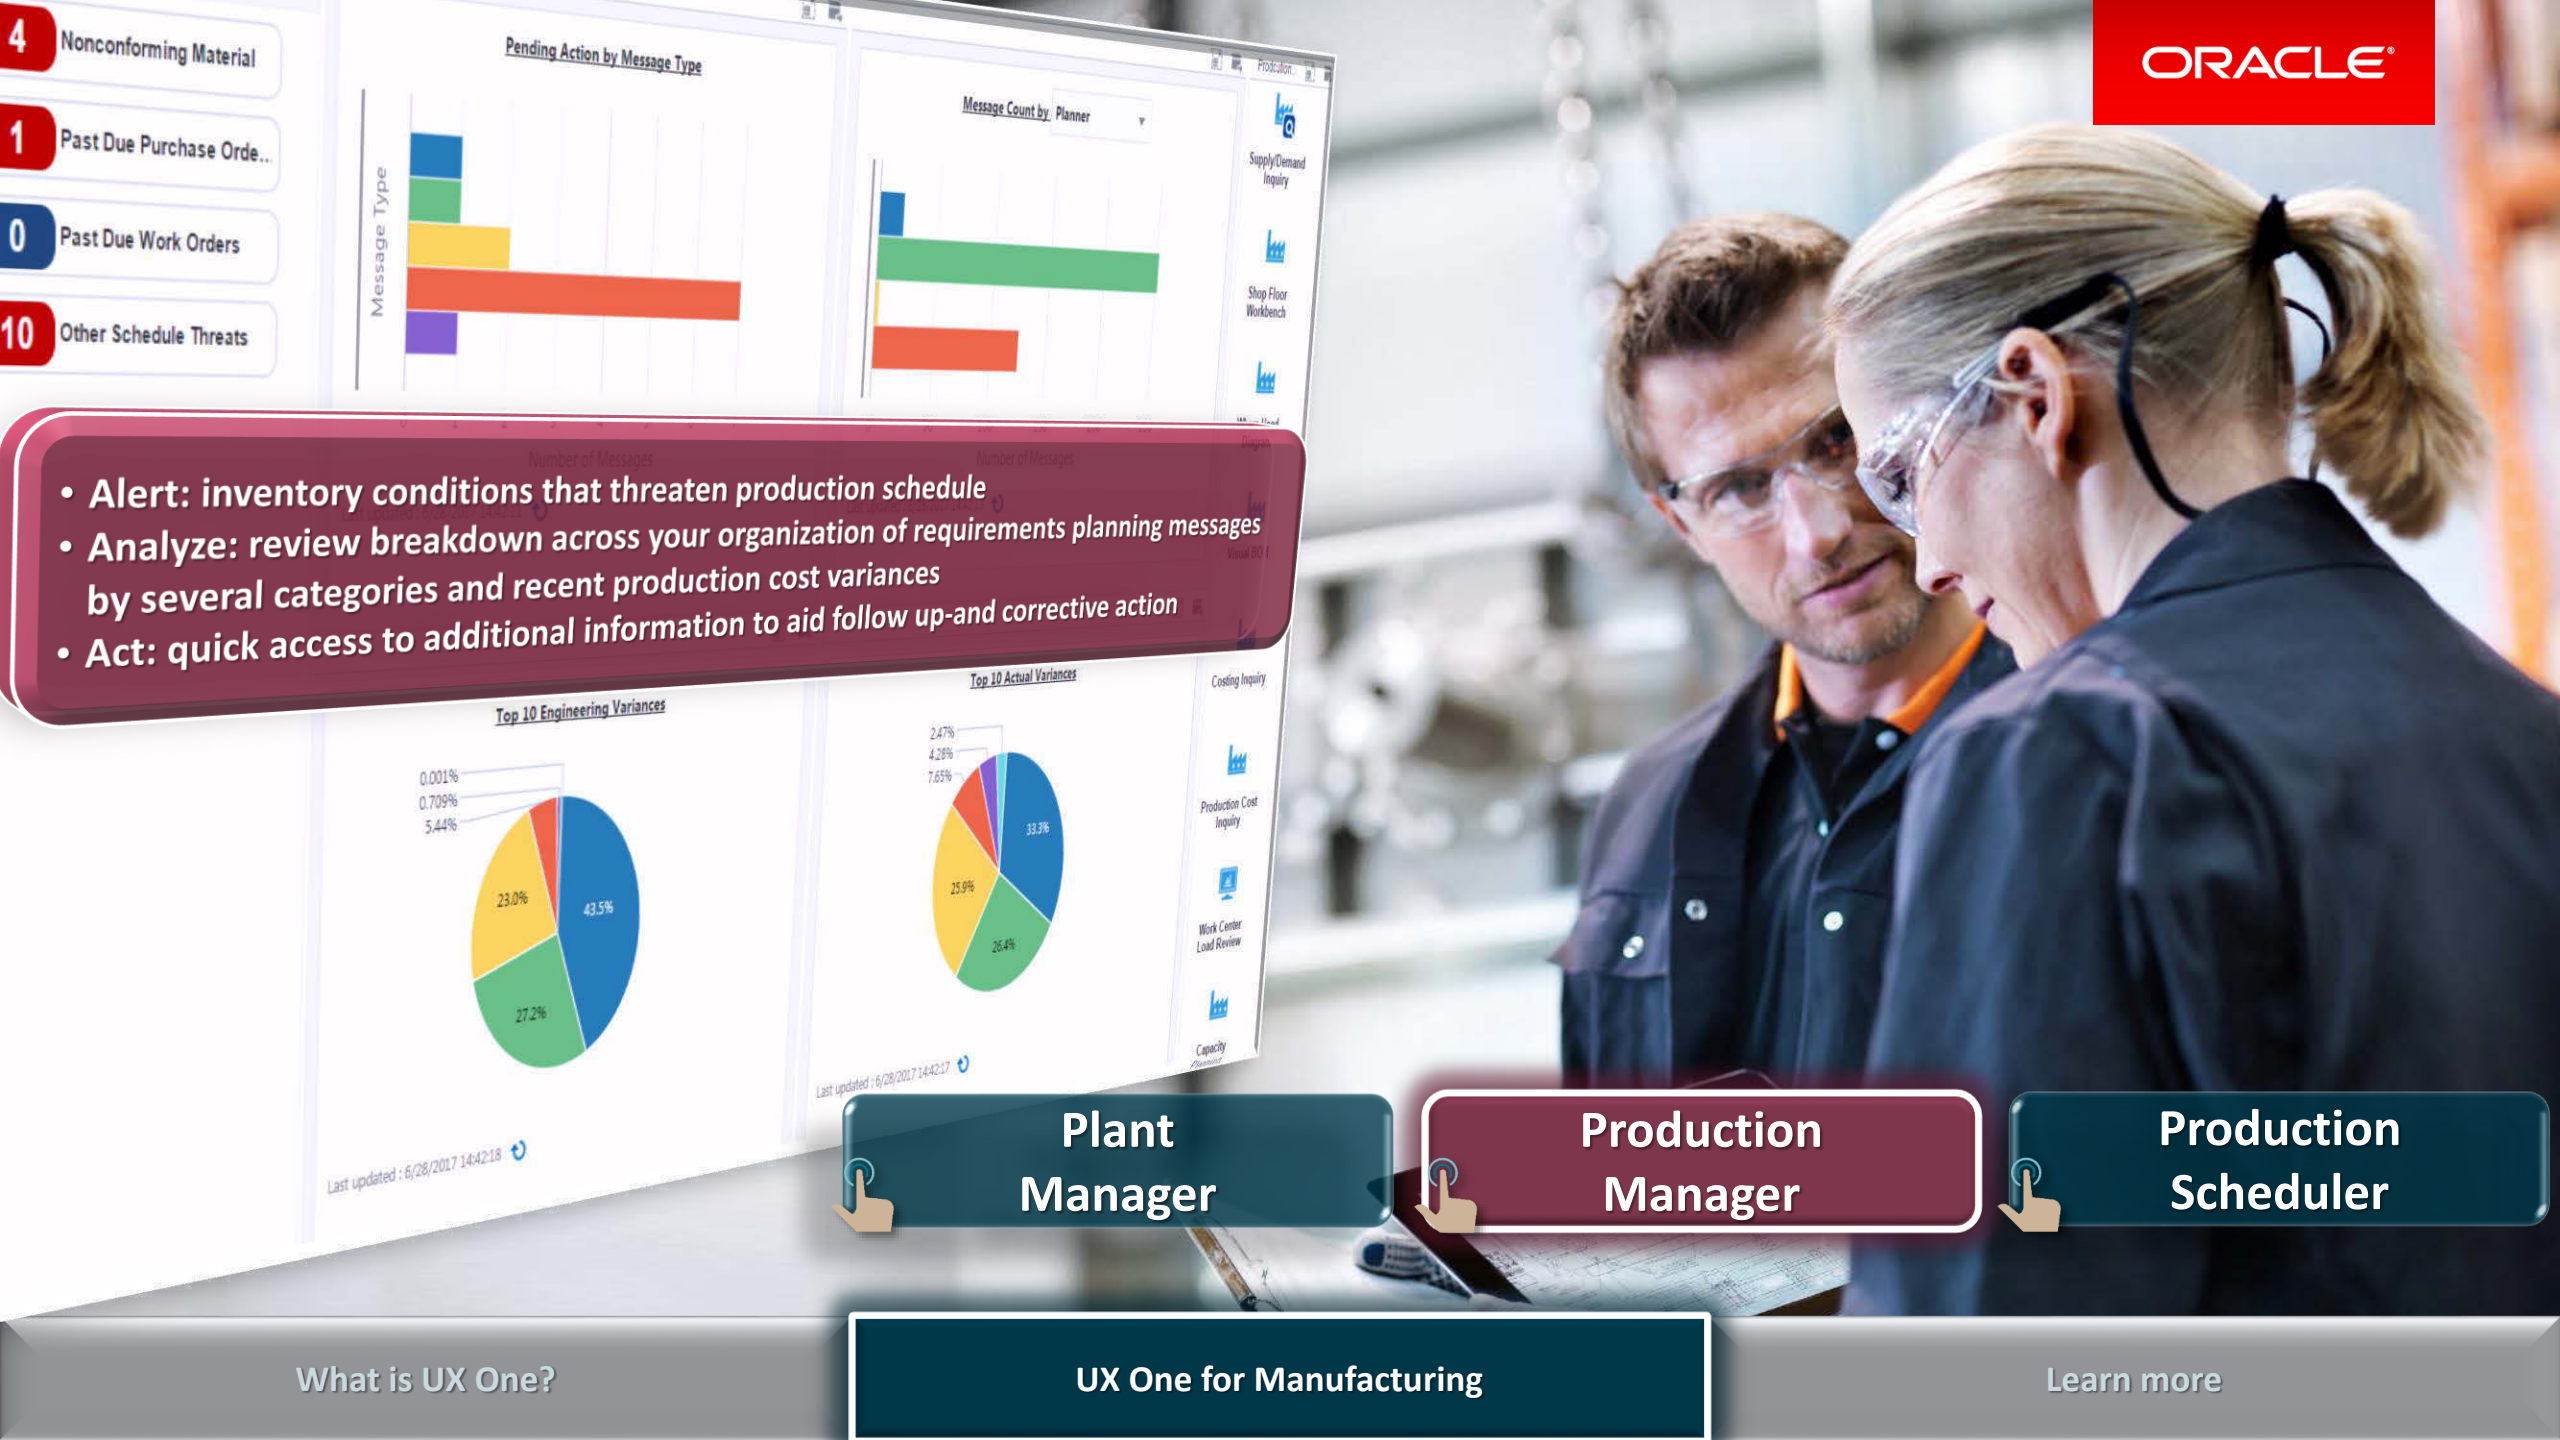 ORACLE
4 Nonconforming Material
1 Past Due Purchase Orde...
0 Past Due Work Orders
10 Other Schedule Threats
Pending Action by Message Type
Message Type
Number of Messages
Message Count by Planner
Number of Messages
Supply/Demand
Inquiry
Shop Floor
Workbench
• Alert: inventory conditions that threaten production schedule
• Analyze: review breakdown across your organization of requirements planning messages
by several categories and recent production cost variances
• Act: quick access to additional information to aid follow up-and corrective action
Costing Inquiry
Production Cost
Inquiry
Work Center
Load Review
Capacity
Top 10 Engineering Variances
0.001%
0.709%
5.44%
23.0%
43.5%
27.2%
Last updated : 6/28/2017 14:42:18
Top 10 Actual Variances
2.47%
4.28%
7.65%
33.3%
25.9%
26.4%
Last updated : 6/28/2017 14:42:17
Plant
Manager
Production
Manager
Production
Scheduler
What is UX One?
UX One for Manufacturing
Learn more